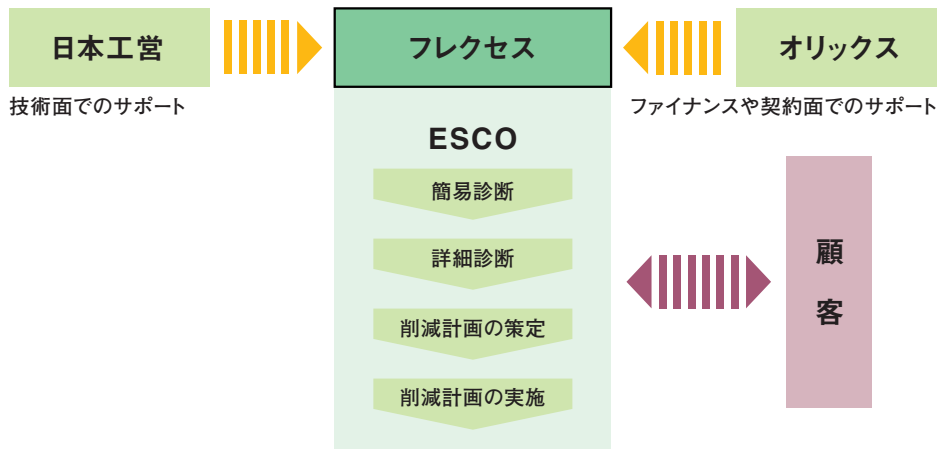 日本工営
フレクセス
オリックス
技術面でのサポート
ファイナンスや契約面でのサポート
ESCO
簡易診断
詳細診断
削減計画の策定
削減計画の実施
顧客